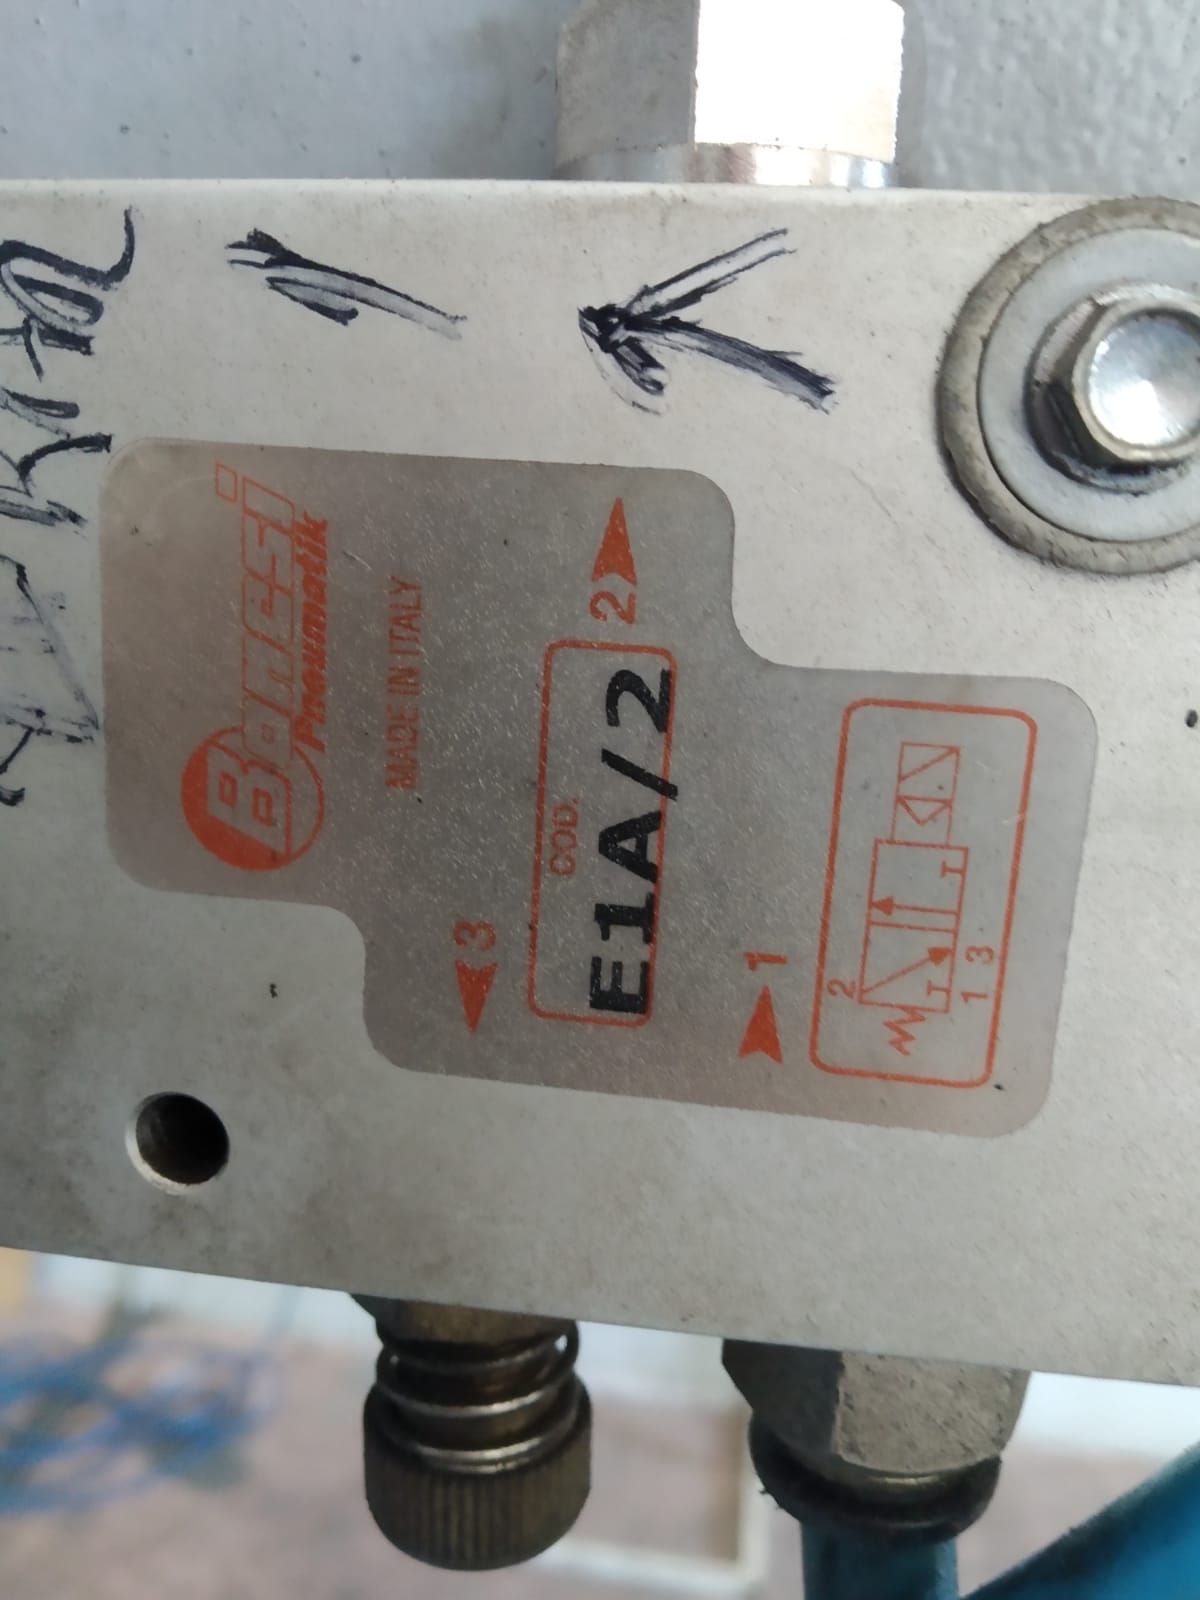 Bonesi
Pneumatik
MADE IN ITALY
3
COD.
E1A/2
2
1
2
1 3